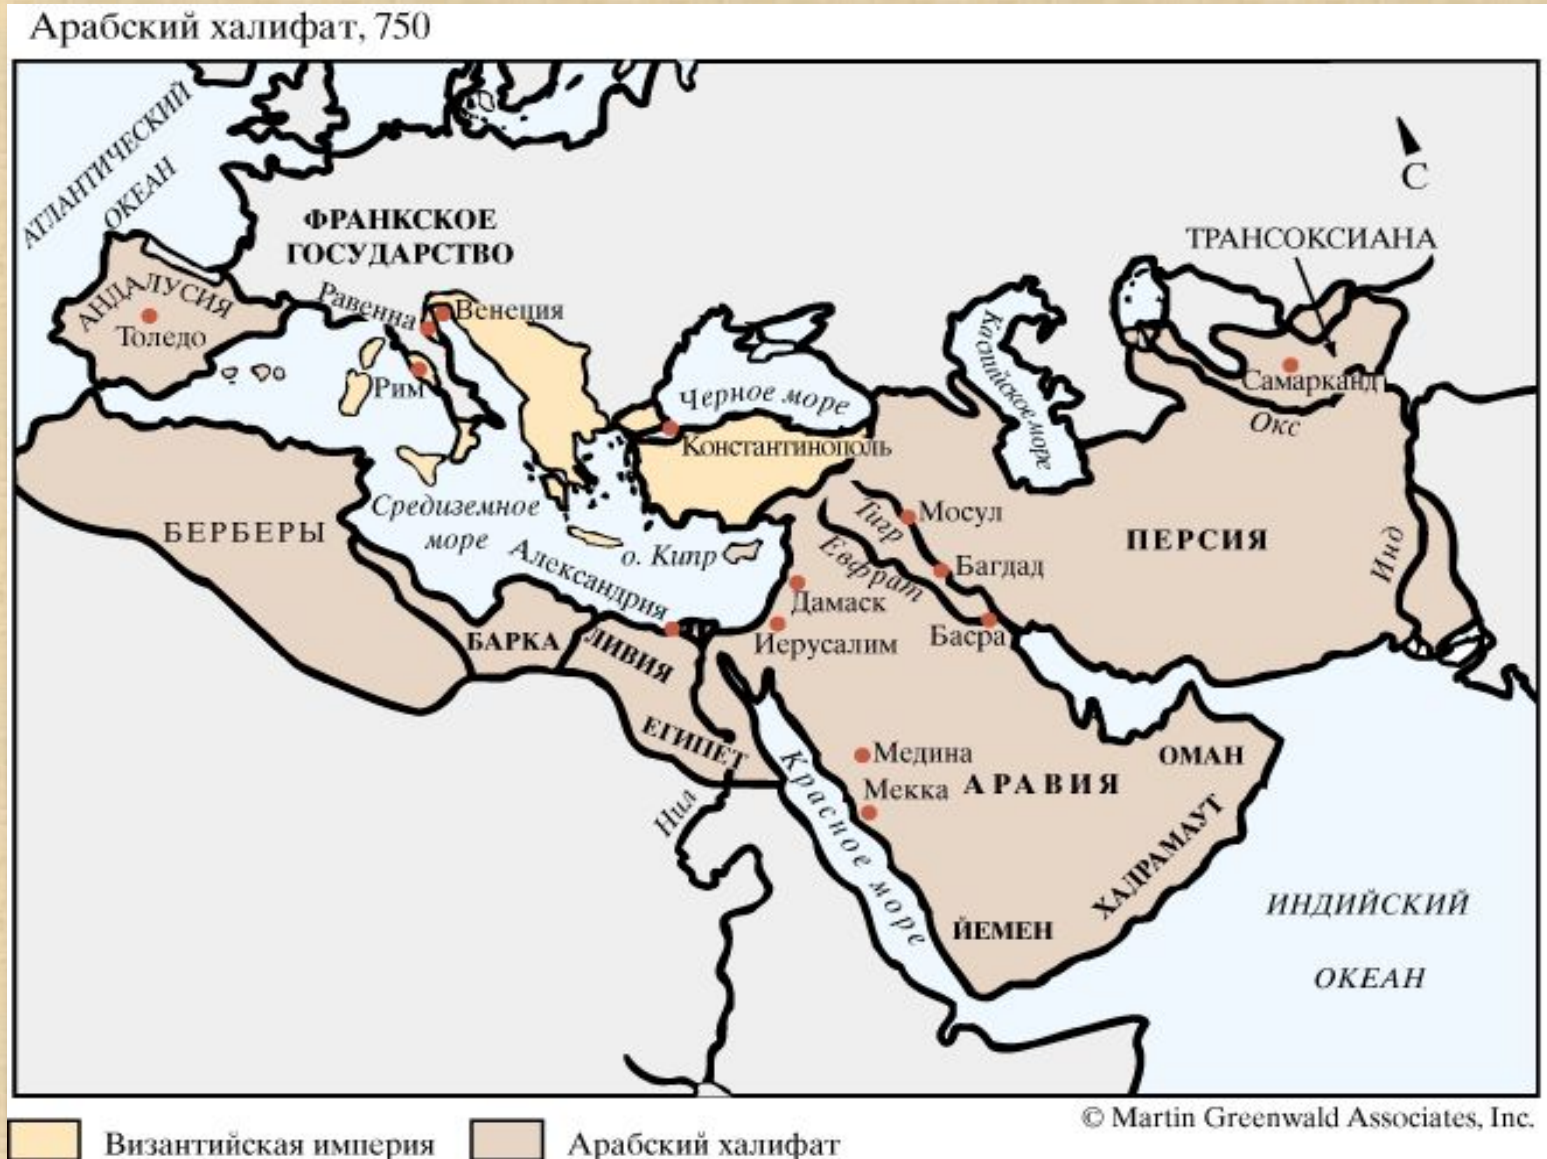 Арабский халифат, 750
АТЛАНТИЧЕСКИЙ
ОКЕАН
С
ФРАНКСКОЕ
ГОСУДАРСТВО
ТРАНСОКСИАНА
АНДАЛУСИЯ
Толедо
Равенна
Венеция
Рим
Черное море
Каспийское море
Самарканд
Окс
Константинополь
Средиземное
море
БЕРБЕРЫ
о. Кипр
Александрия
Тигр
Мосул
Евфрат
Багдад
ПЕРСИЯ
Инд
Дамаск
Иерусалим
Басра
БАРКА
ЛИВИЯ
ЕГИПЕТ
Нил
Красное море
Медина
Мекка
АРАВИЯ
ОМАН
ХАДРАМАУТ
ЙЕМЕН
ИНДИЙСКИЙ
ОКЕАН
© Martin Greenwald Associates, Inc.
Византийская империя
Арабский халифат